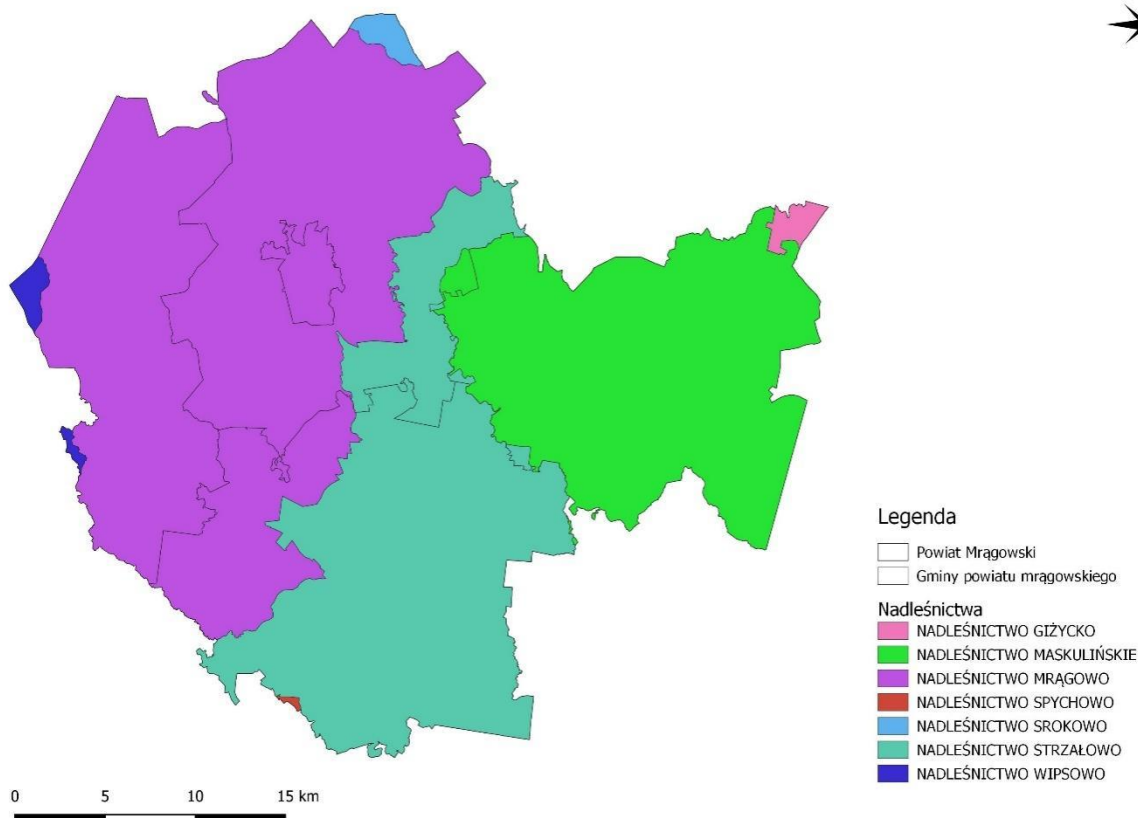 Legenda
Powiat Mrągowski
Gminy powiatu mrągowskiego
Nadleśnictwa
NADLEŚNICTWO GIŻYCKO
NADLEŚNICTWO MASKULIŃSKIE
NADLEŚNICTWO MRĄGOWO
NADLEŚNICTWO SPYCHOWO
NADLEŚNICTWO SROKOWO
NADLEŚNICTWO STRZAŁOWO
NADLEŚNICTWO WIPSOWO
0 5 10 15 km